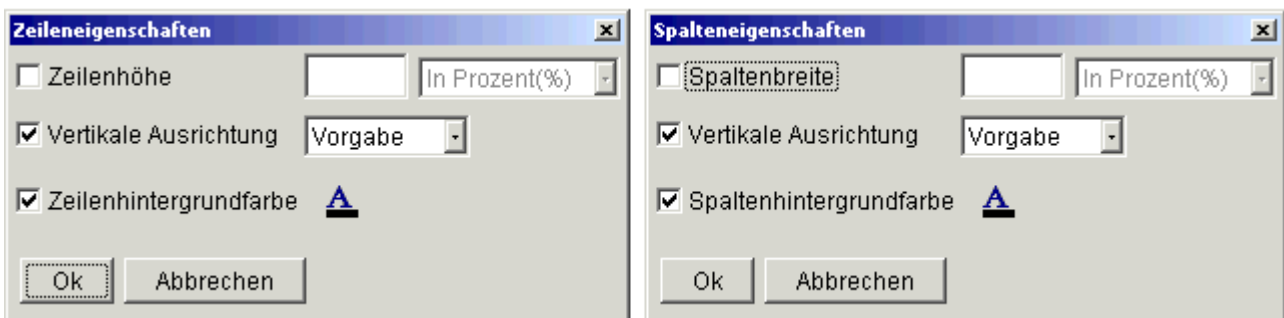 Zeileneigenschaften
Zeilenhöhe In Prozent(%)
Vertikale Ausrichtung Vorgabe
Zeilenhintergrundfarbe A
Ok Abbrechen
Spalteneigenschaften
Spaltenbreite In Prozent(%)
Vertikale Ausrichtung Vorgabe
Spaltenhintergrundfarbe A
Ok Abbrechen